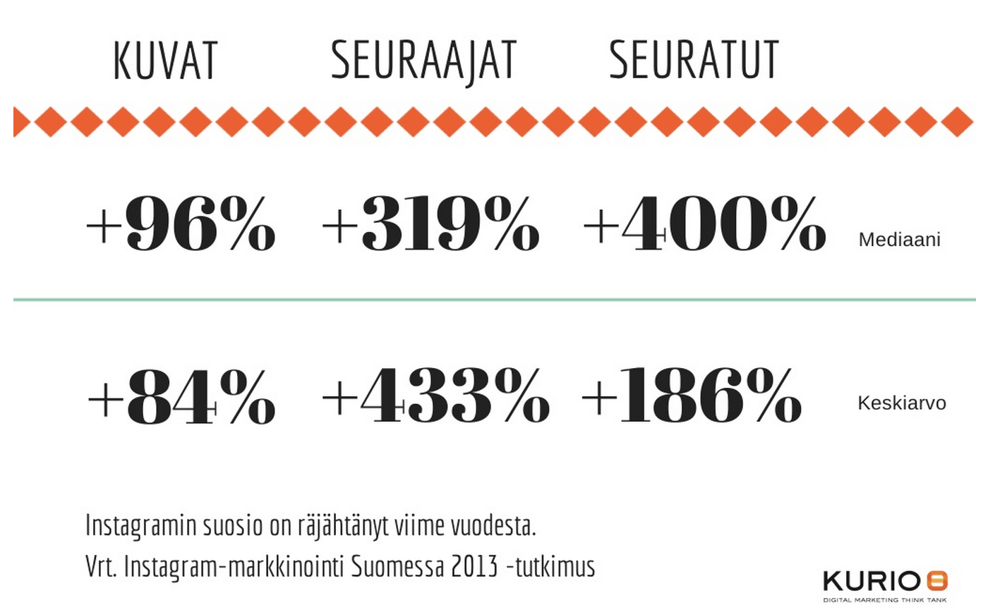 KUVAT SEURAAJAT SEURATUT
+96% +319% +400% Mediaani
+84% +433% +186% Keskiarvo
Instagramin suosio on räjähtänyt viime vuodesta.
Vrt. Instagram-markkinointi Suomessa 2013 -tutkimus
KURIO
DIGITAL MARKETING THINK TANK